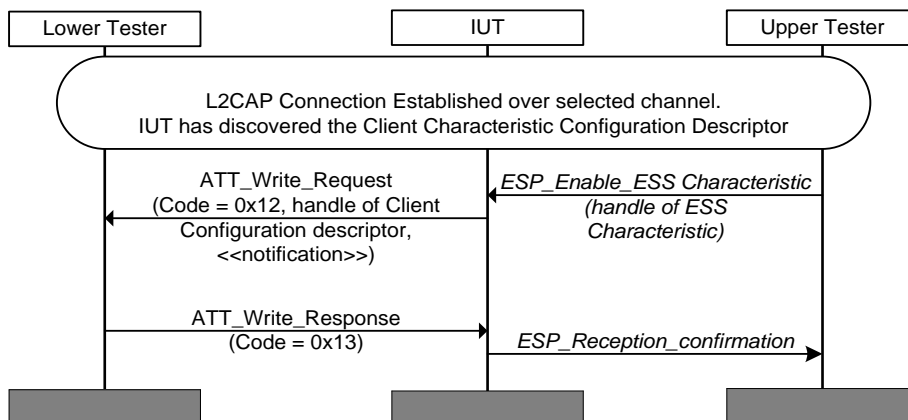 Lower Tester
IUT
Upper Tester
L2CAP Connection Established over selected channel.
IUT has discovered the Client Characteristic Configuration Descriptor
ATT_Write_Request
(Code = 0x12, handle of Client
Configuration descriptor,
<<notification>>)
ESP_Enable_ESS Characteristic
(handle of ESS
Characteristic)
ATT_Write_Response
(Code = 0x13)
ESP_Reception_confirmation